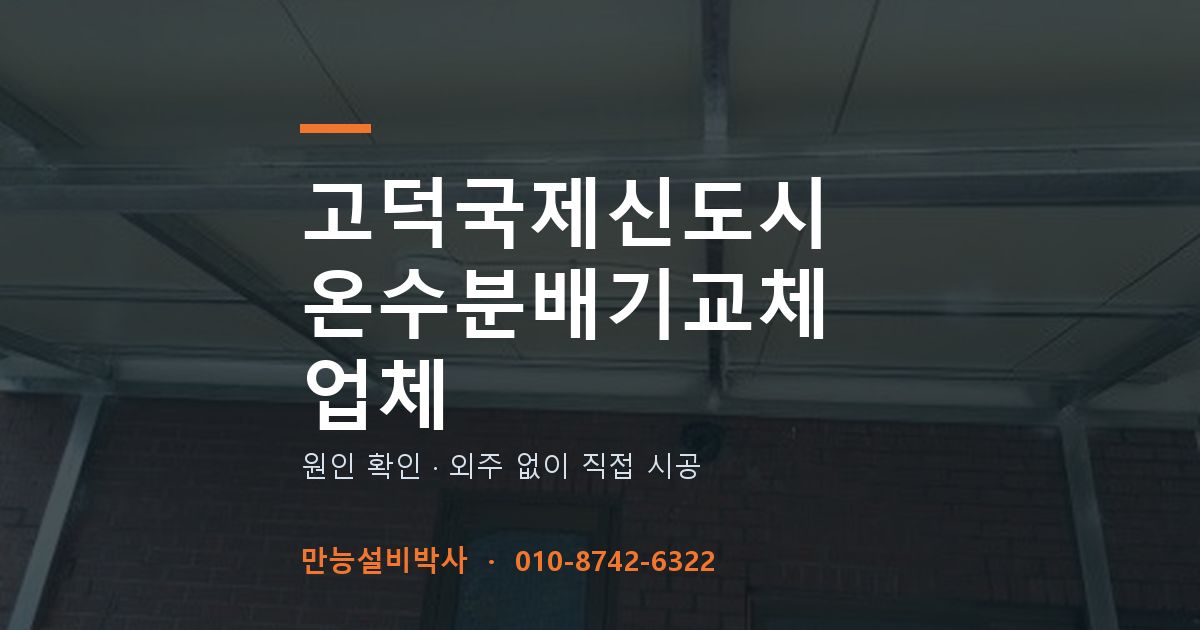 고덕국제신도시
온수분배기교체
업체
원인 확인 · 외주 없이 직접 시공
만능설비박사 · 010-8742-6322